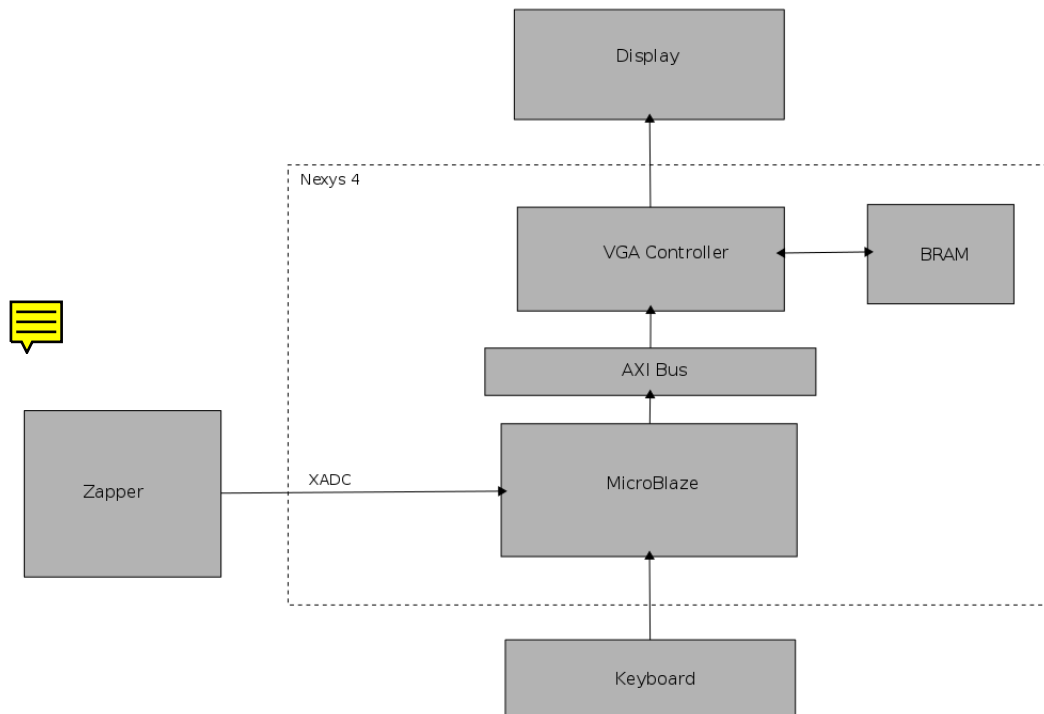 Display
Nexys 4
VGA Controller
BRAM
AXI Bus
XADC
MicroBlaze
Zapper
Keyboard